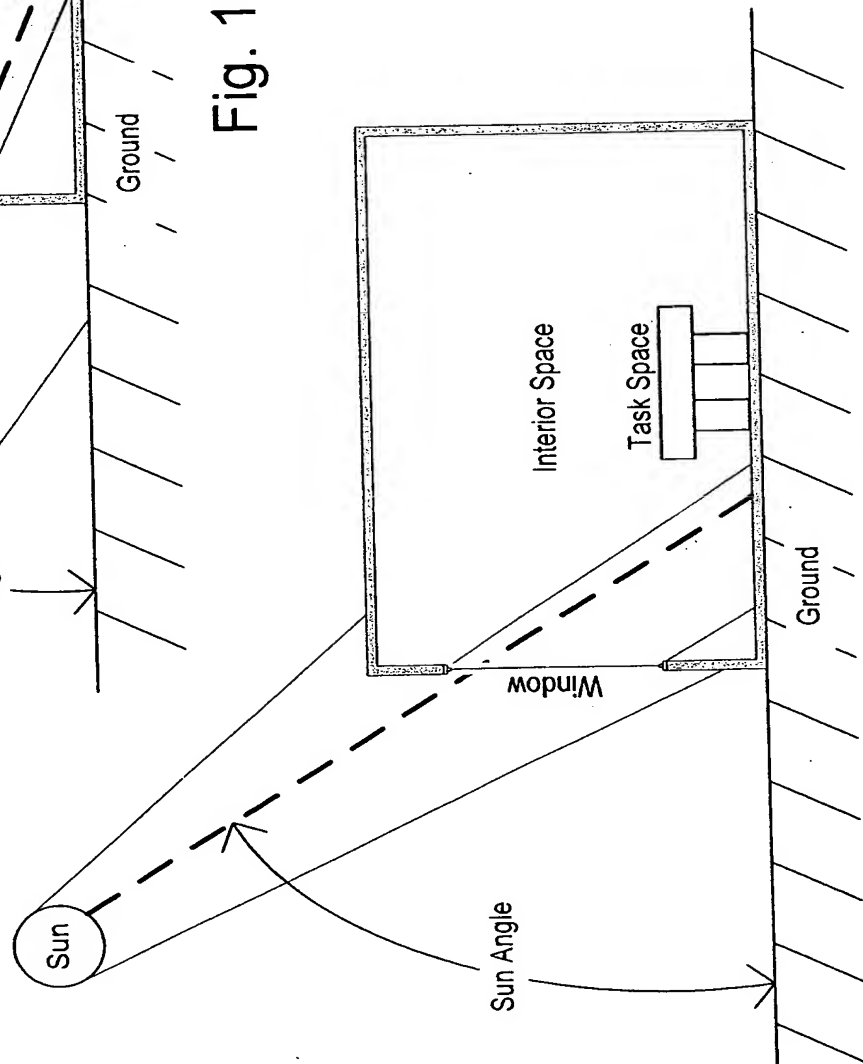 Ground
Fig. 1
Sun
Sun Angle
Window
Interior Space
Task Space
Ground